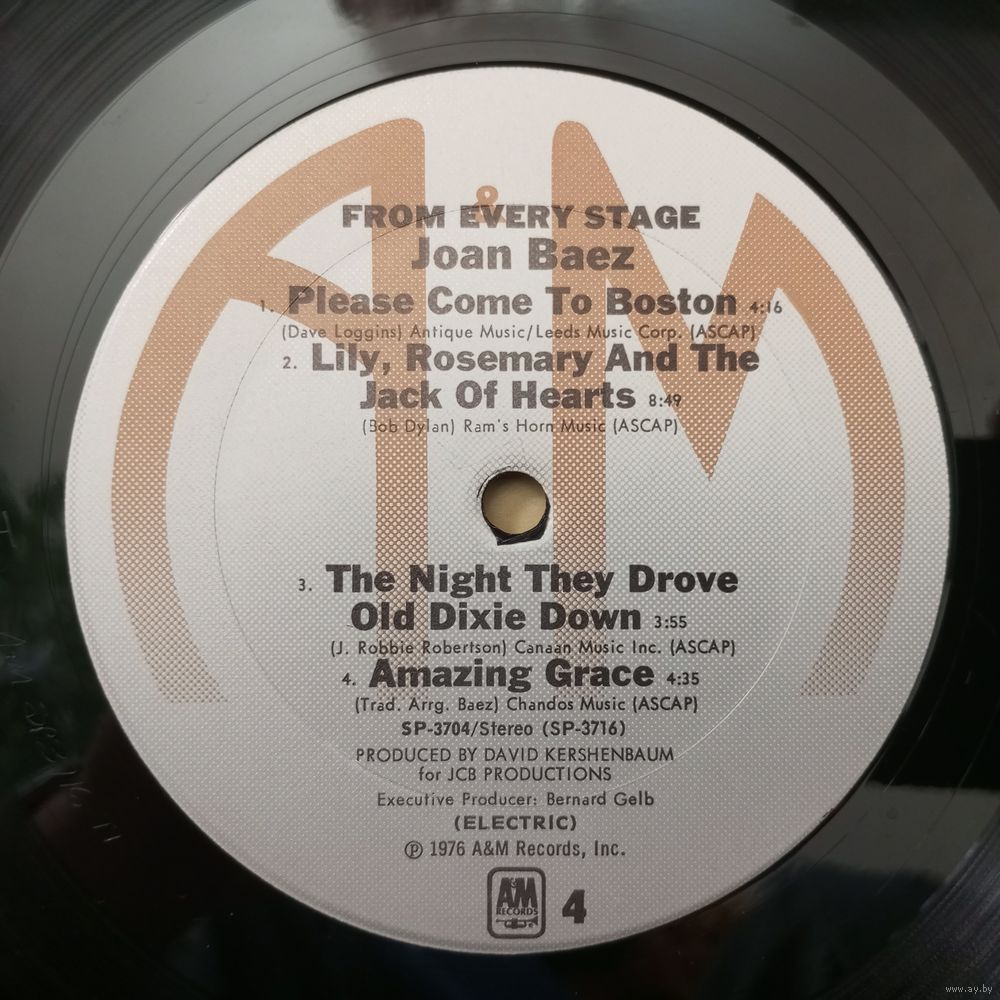 &
FROM EVERY STAGE
Joan Baez
1. Please Come To Boston 4:16
(Dave Loggins) Antique Music/Leeds Music Corp. (ASCAP)
2. Lily, Rosemary And The
Jack Of Hearts 8:49
(Bob Dylan) Ram's Horn Music (ASCAP)
3. The Night They Drove
Old Dixie Down 3:55
(J. Robbie Robertson) Canaan Music Inc. (ASCAP)
4. Amazing Grace 4:35
(Trad. Arrg. Baez) Chandos Music (ASCAP)
SP-3704/Stereo (SP-3716)
PRODUCED BY DAVID KERSHENBAUM
for JCB PRODUCTIONS
Executive Producer: Bernard Gelb
(ELECTRIC)
℗ 1976 A&M Records, Inc.
A&M
RECORDS
4
www.ay.by